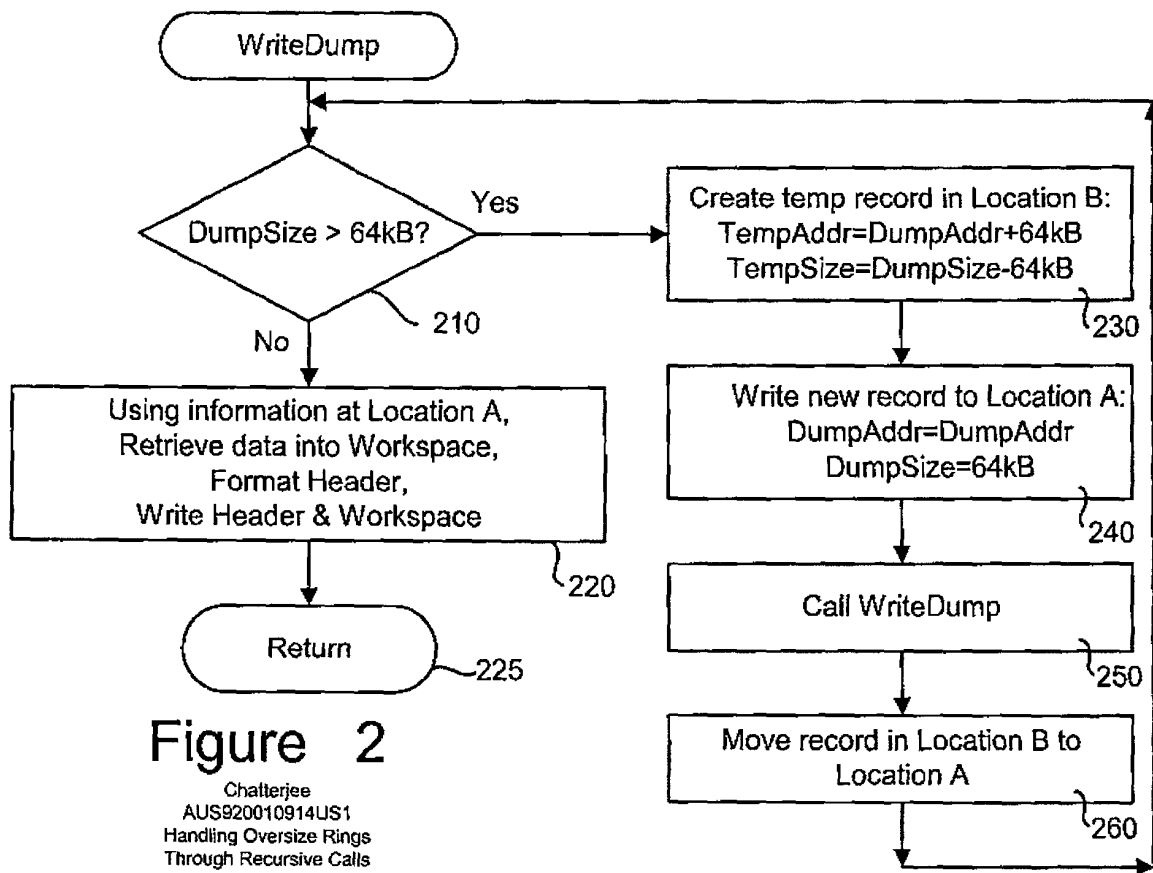 WriteDump
DumpSize > 64kB?
Yes
210
No
Using information at Location A,
Retrieve data into Workspace,
Format Header,
Write Header & Workspace
220
Return
225
Create temp record in Location B:
TempAddr=DumpAddr+64kB
TempSize=DumpSize-64kB
230
Write new record to Location A:
DumpAddr=DumpAddr
DumpSize=64kB
240
Call WriteDump
250
Move record in Location B to
Location A
260
Figure 2
Chatterjee
AUS920010914US1
Handling Oversize Rings
Through Recursive Calls